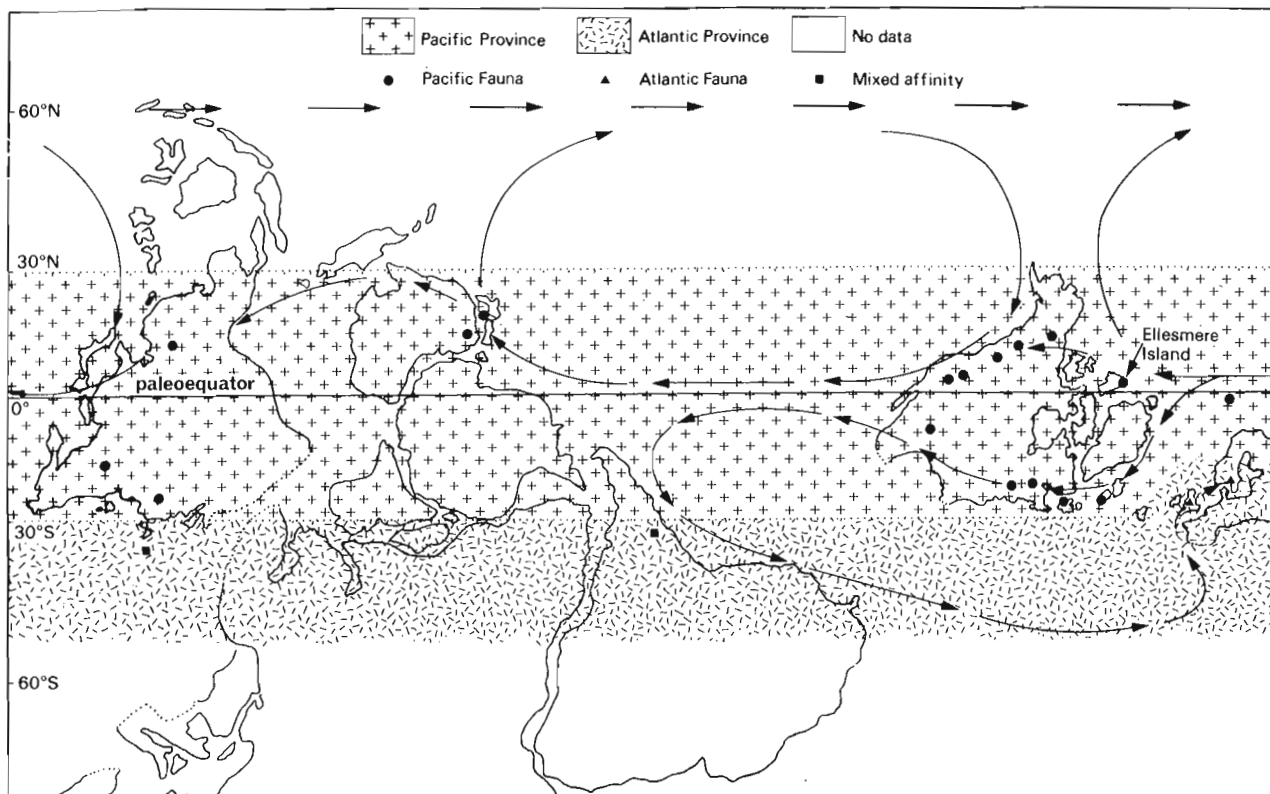 Pacific Province Atlantic Province No data
Pacific Fauna Atlantic Fauna Mixed affinity
60°N
30°N
Ellesmere
Island
paleoequator
0°
30°S
60°S